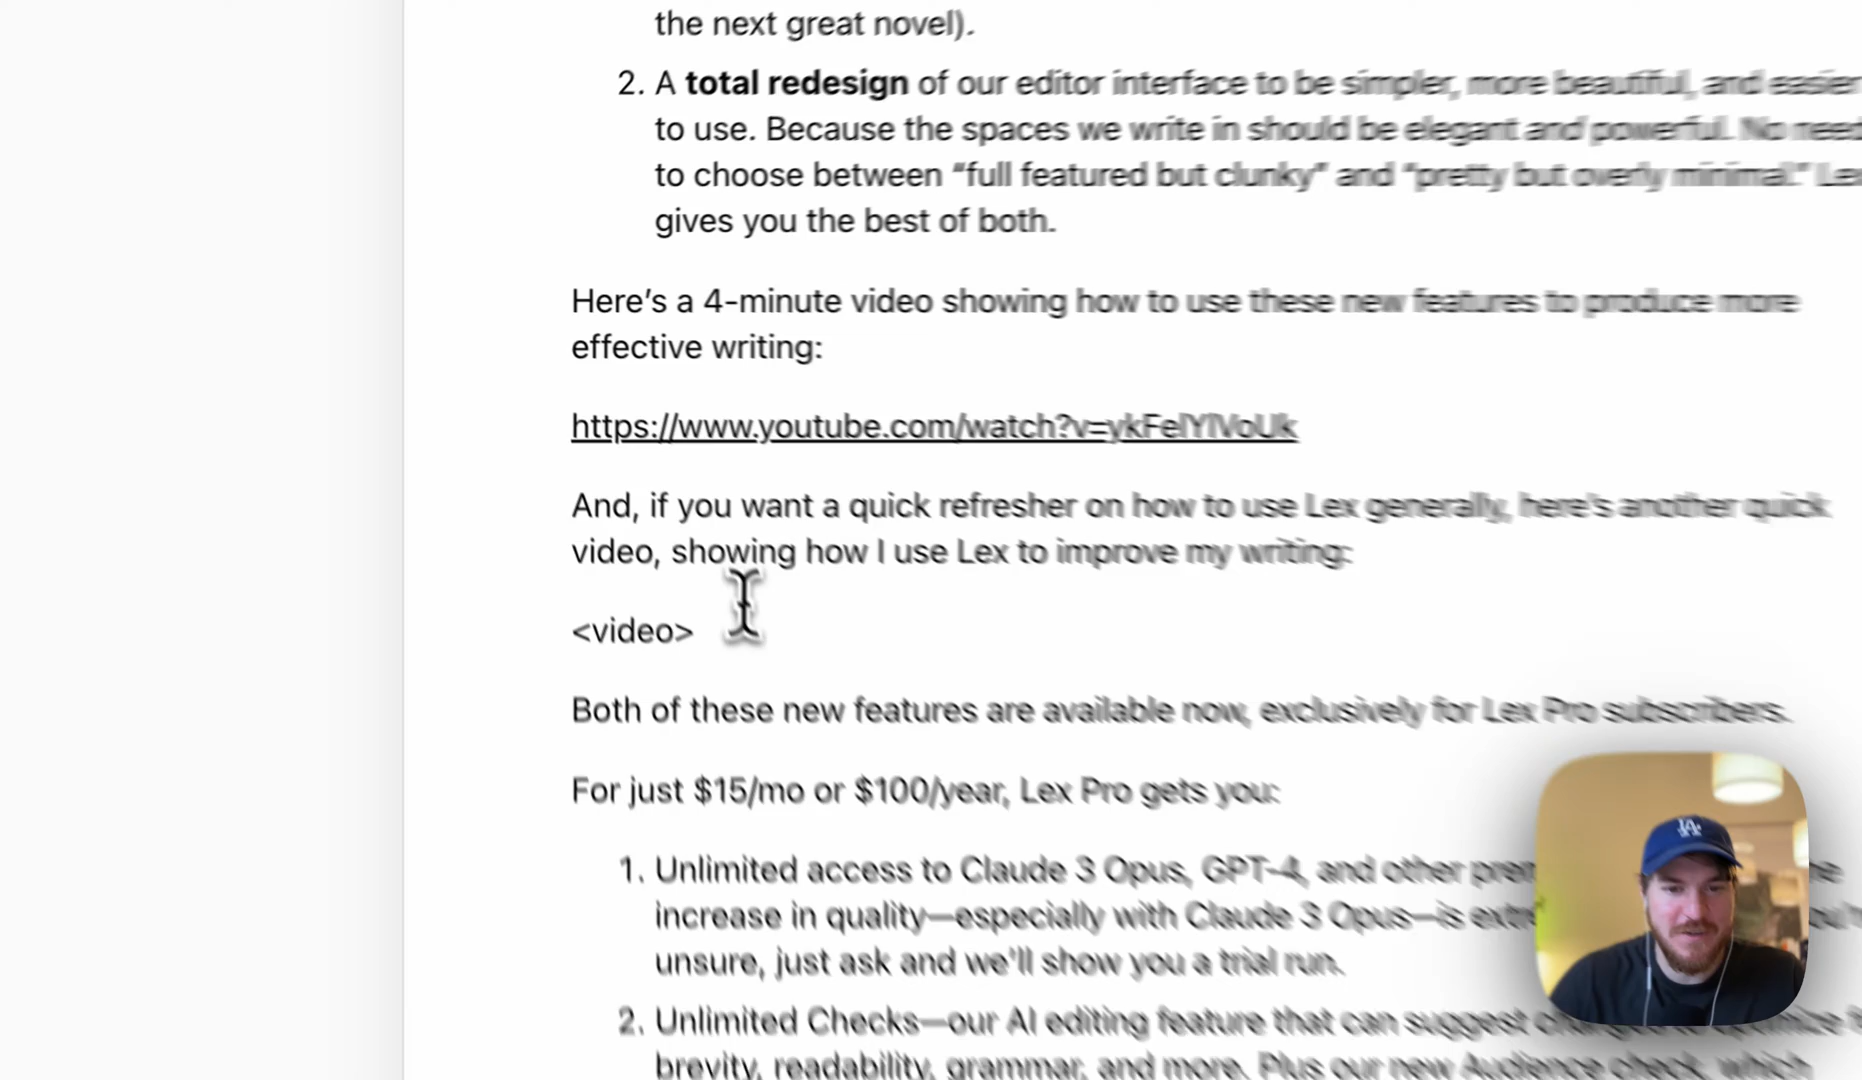 the next great novel).
2. A total redesign of our editor interface to be simpler, more beautiful, and easier
to use. Because the spaces we write in should be elegant and powerful. No need
to choose between “full featured but clunky” and “pretty but overly minimal.” Lex
gives you the best of both.
Here’s a 4-minute video showing how to use these new features to produce more
effective writing:
https://www.youtube.com/watch?v=
And, if you want a quick refresher on how to use Lex generally, here’s another quick
video, showing how I use Lex to improve my writing:
<video>
Both of these new features are available now, exclusively for Lex Pro subscribers.
For just $15/mo or $100/year, Lex Pro gets you:
1. Unlimited access to Claude 3 Opus, GPT-4, and other
increase in quality—especially with Claude 3 Opus—is
unsure, just ask and we’ll show you a trial run.
2. Unlimited Checks—our AI editing feature that can suggest
brevity, readability, grammar, and more. Plus our new Audience check, which
LA